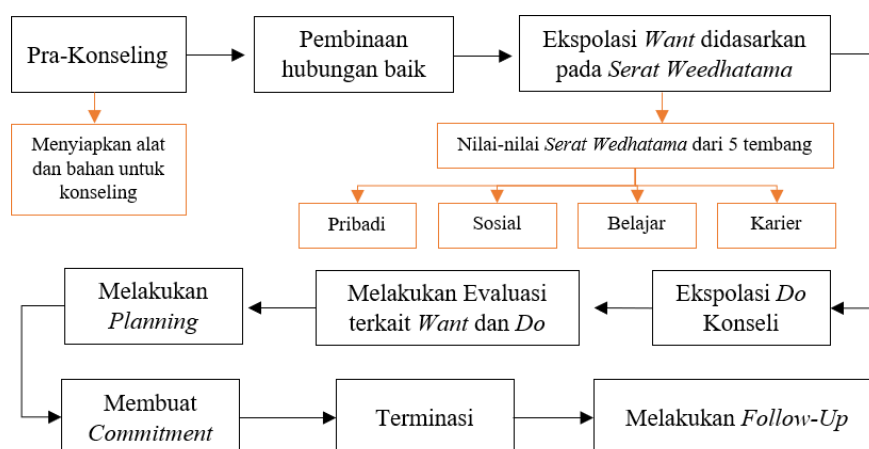 Pra-Konseling
Pembinaan
hubungan baik
Ekspolasi Want didasarkan
pada Serat Weedhatama
Menyiapkan alat
dan bahan untuk
konseling
Nilai-nilai Serat Wedhatama dari 5 tembang
Pribadi
Sosial
Belajar
Karier
Melakukan
Planning
Melakukan Evaluasi
terkait Want dan Do
Ekspolasi Do
Konseli
Membuat
Commitment
Terminasi
Melakukan Follow-Up